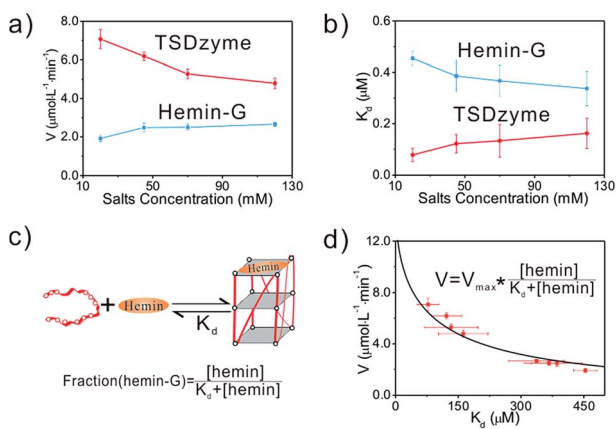 a)
8.0
6.0
4.0
2.0
0.0
V (μmol·L⁻¹·min⁻¹)
TSDzyme
Hemin-G
10 50 90 130
Salts Concentration (mM)
b)
0.6
0.4
0.2
0.0
K_d (μM)
Hemin-G
TSDzyme
10 50 90 130
Salts Concentration (mM)
c)
+ Hemin
K_d
Hemin
Fraction(hemin-G)=[hemin]/K_d+[hemin]
d)
12.0
8.0
4.0
0.0
V (μmol·L⁻¹·min⁻¹)
V=V_max*[hemin]/K_d+[hemin]
0 150 300 450
K_d (μM)